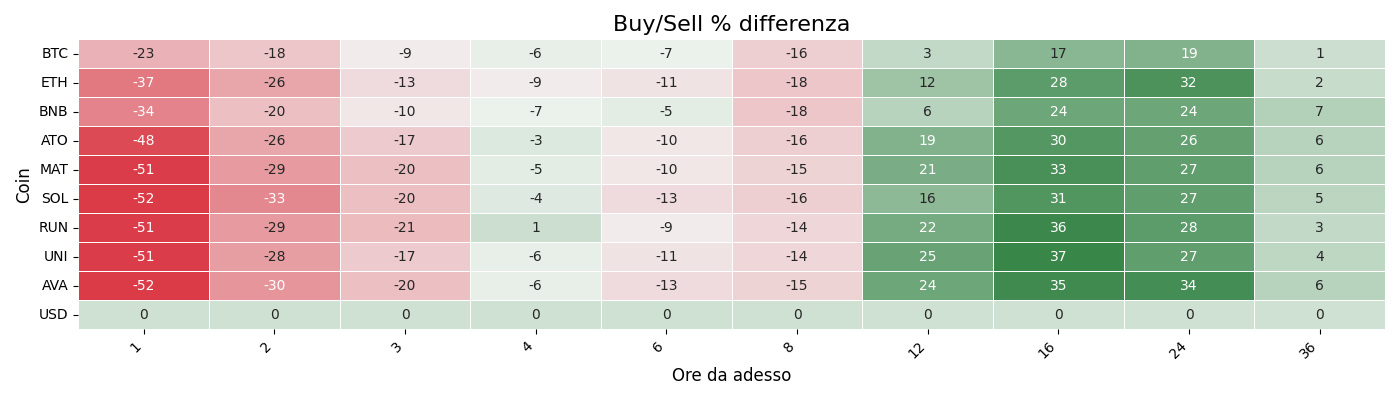 Buy/Sell % differenza
Coin
BTC -23 -18 -9 -6 -7 -16 3 17 19 1
ETH -37 -26 -13 -9 -11 -18 12 28 32 2
BNB -34 -20 -10 -7 -5 -18 6 24 24 7
ATO -48 -26 -17 -3 -10 -16 19 30 26 6
MAT -51 -29 -20 -5 -10 -15 21 33 27 6
SOL -52 -33 -20 -4 -13 -16 16 31 27 5
RUN -51 -29 -21 1 -9 -14 22 36 28 3
UNI -51 -28 -17 -6 -11 -14 25 37 27 4
AVA -52 -30 -20 -6 -13 -15 24 35 34 6
USD 0 0 0 0 0 0 0 0 0 0
1 2 3 4 6 8 12 16 24 36
Ore da adesso